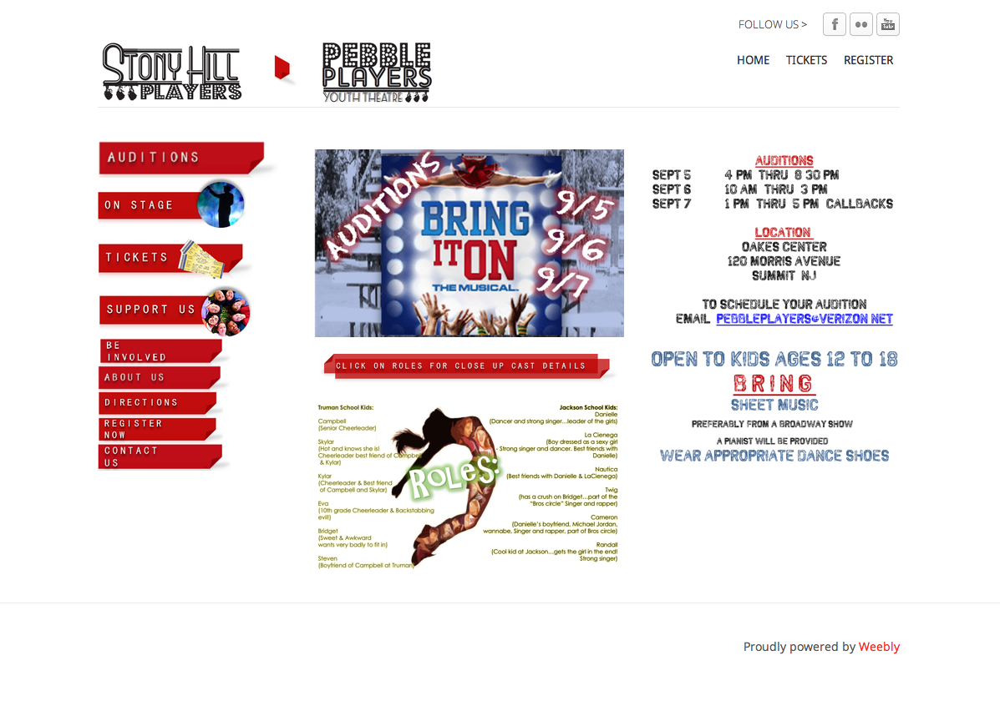 FOLLOW US >
You
Tube
STONY HILL
PLAYERS
PEBBLE
PLAYERS
YOUTH THEATRE
HOME TICKETS REGISTER
AUDITIONS
ON STAGE
TICKETS
SUPPORT US
BE
INVOLVED
ABOUT US
DIRECTIONS
REGISTER
NOW
CONTACT
US
AUDITIONS
BRING
IT ON
THE MUSICAL
9/5
9/6
9/7
CLICK ON ROLES FOR CLOSE UP CAST DETAILS
Truman School Kids:
Campbell
(Senior Cheerleader)
Skylar
(Hot and knows she is!
Cheerleader best friend of Campbell
& Kylar)
Kylar
(Cheerleader & Best friend
of Campbell and Skylar)
Eva
(10th grade Cheerleader & Backstabbing
evil!)
Bridget
(Sweet & Awkward
wants very badly to fit in)
Steven
(Boyfriend of Campbell at Truman)
ROLES:
Jackson School Kids:
Danielle
(Dancer and strong singer...leader of the girls)
La Cienega
(Boy dressed as a sexy girl
- Strong singer and dancer. Best friends with
Danielle)
Nautica
(Best friends with Danielle & LaCienega)
Twig
(has a crush on Bridget...part of the
“Bros circle” Singer and rapper)
Cameron
(Danielle’s boyfriend, Michael Jordan,
wannabe, Singer and rapper, part of Bros circle)
Randall
(Cool kid at Jackson...gets the girl in the end!
Strong singer)
AUDITIONS
SEPT 5 4 PM THRU 8 30 PM
SEPT 6 10 AM THRU 3 PM
SEPT 7 1 PM THRU 5 PM CALLBACKS
LOCATION
OAKES CENTER
120 MORRIS AVENUE
SUMMIT NJ
TO SCHEDULE YOUR AUDITION
EMAIL PEBBLEPLAYERS@VERIZON NET
OPEN TO KIDS AGES 12 TO 18
BRING
SHEET MUSIC
PREFERABLY FROM A BROADWAY SHOW
A PIANIST WILL BE PROVIDED
WEAR APPROPRIATE DANCE SHOES
Proudly powered by Weebly